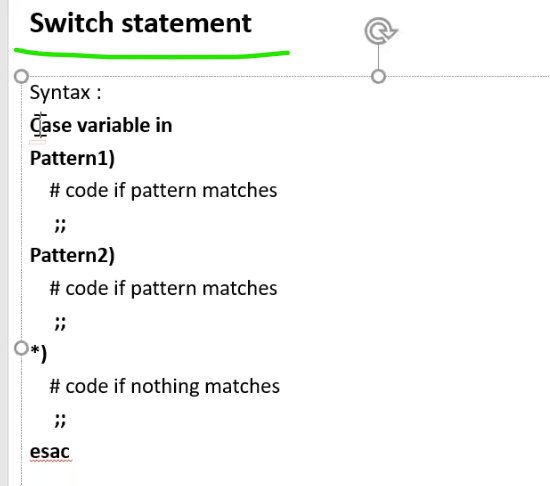 Switch statement
Syntax :
Case variable in
Pattern1)
# code if pattern matches
;;
Pattern2)
# code if pattern matches
;;
*)
# code if nothing matches
;;
esac